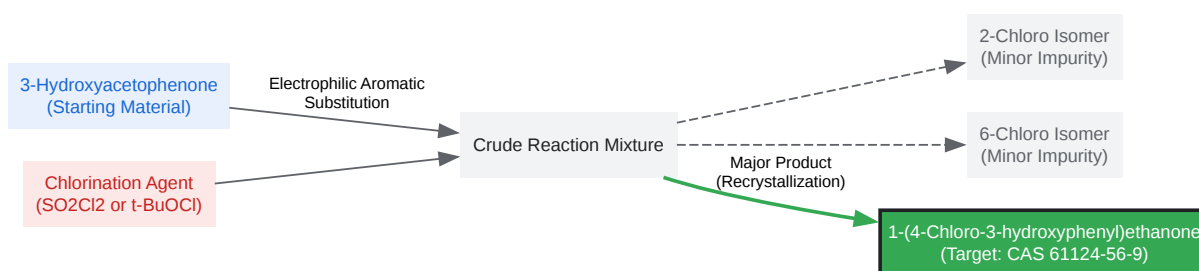 3-Hydroxyacetophenone
(Starting Material)
Chlorination Agent
(SO2Cl2 or t-BuOCl)
Electrophilic Aromatic
Substitution
Crude Reaction Mixture
2-Chloro Isomer
(Minor Impurity)
6-Chloro Isomer
(Minor Impurity)
Major Product
(Recrystallization)
1-(4-Chloro-3-hydroxyphenyl)ethanone
(Target: CAS 61124-56-9)